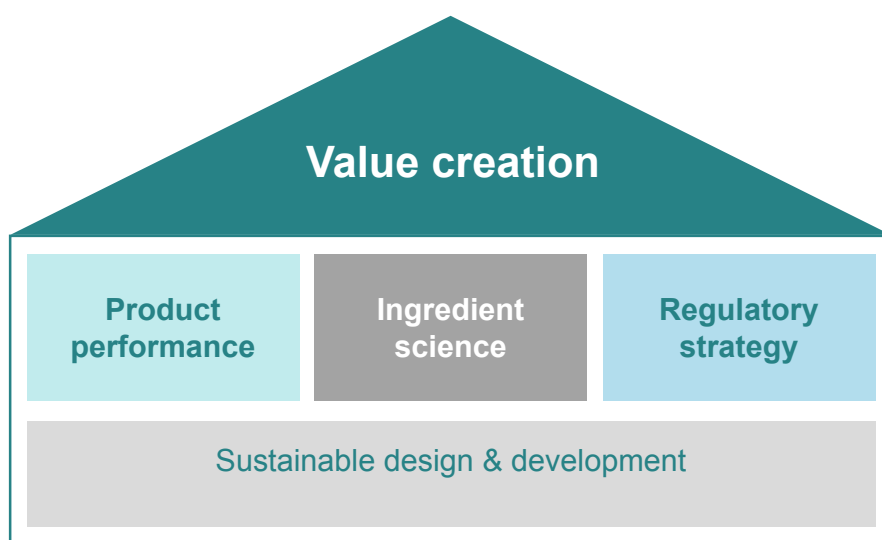 Value creation
Product
performance
Ingredient
science
Regulatory
strategy
Sustainable design & development